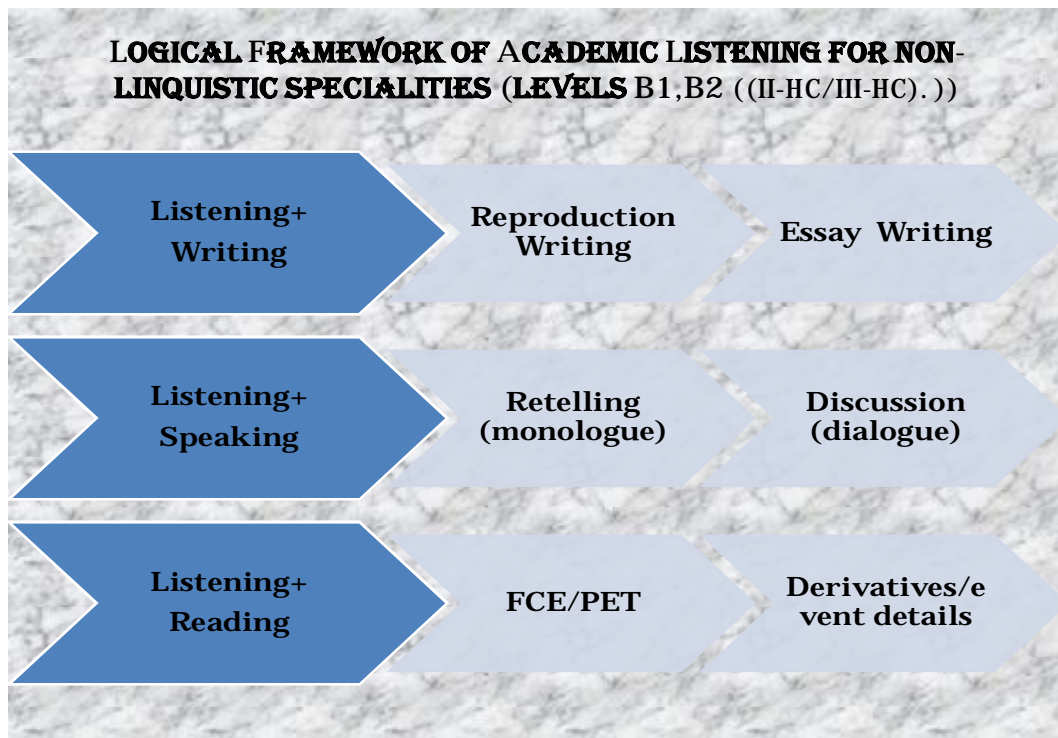 LOGICAL FRAMEWORK OF ACADEMIC LISTENING FOR NON-
LINQUISTIC SPECIALITIES (LEVELS B1,B2 ((II-HC/III-HC). ))
Listening+
Writing
Reproduction
Writing
Essay Writing
Listening+
Speaking
Retelling
(monologue)
Discussion
(dialogue)
Listening+
Reading
FCE/PET
Derivatives/e
vent details